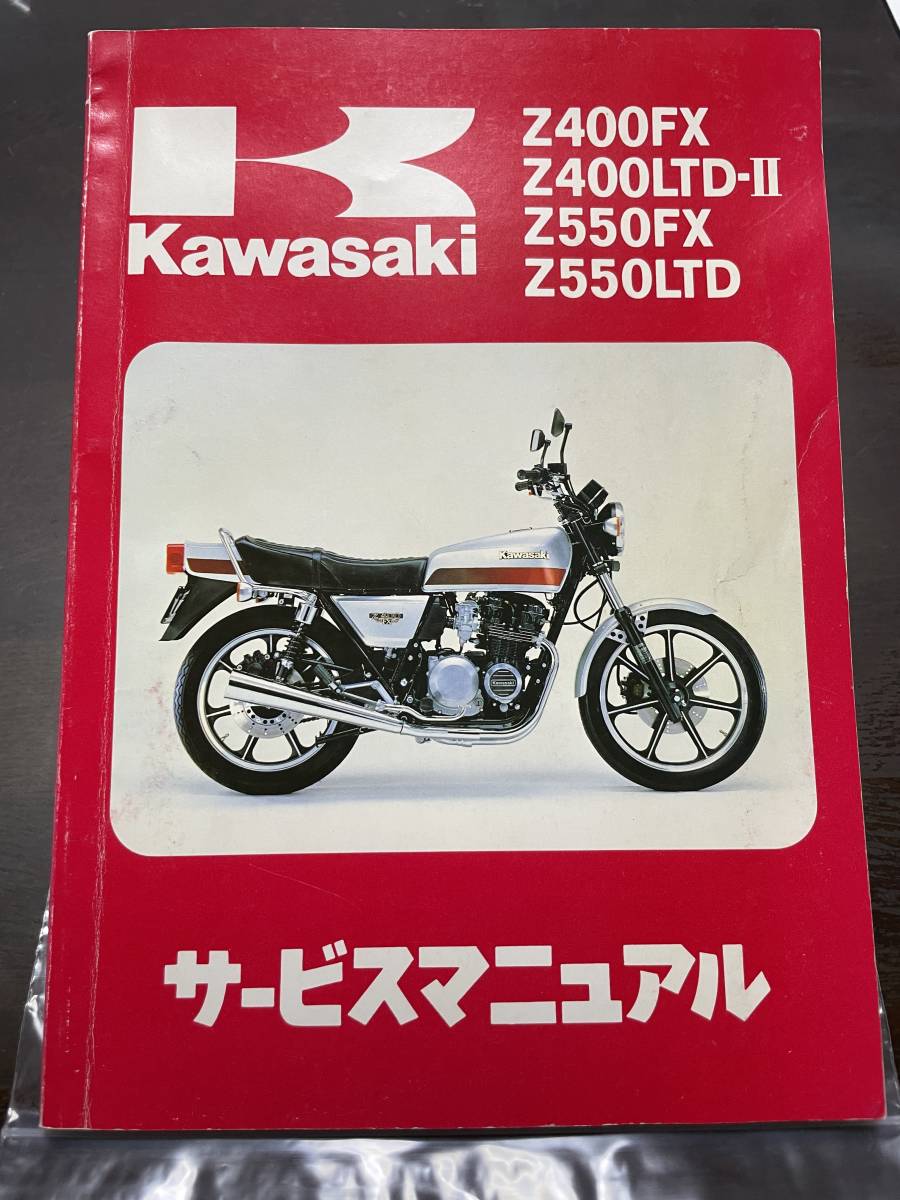 Kawasaki
Z400FX
Z400LTD-II
Z550FX
Z550LTD
Kawasaki
Kawasaki
サービスマニュアル